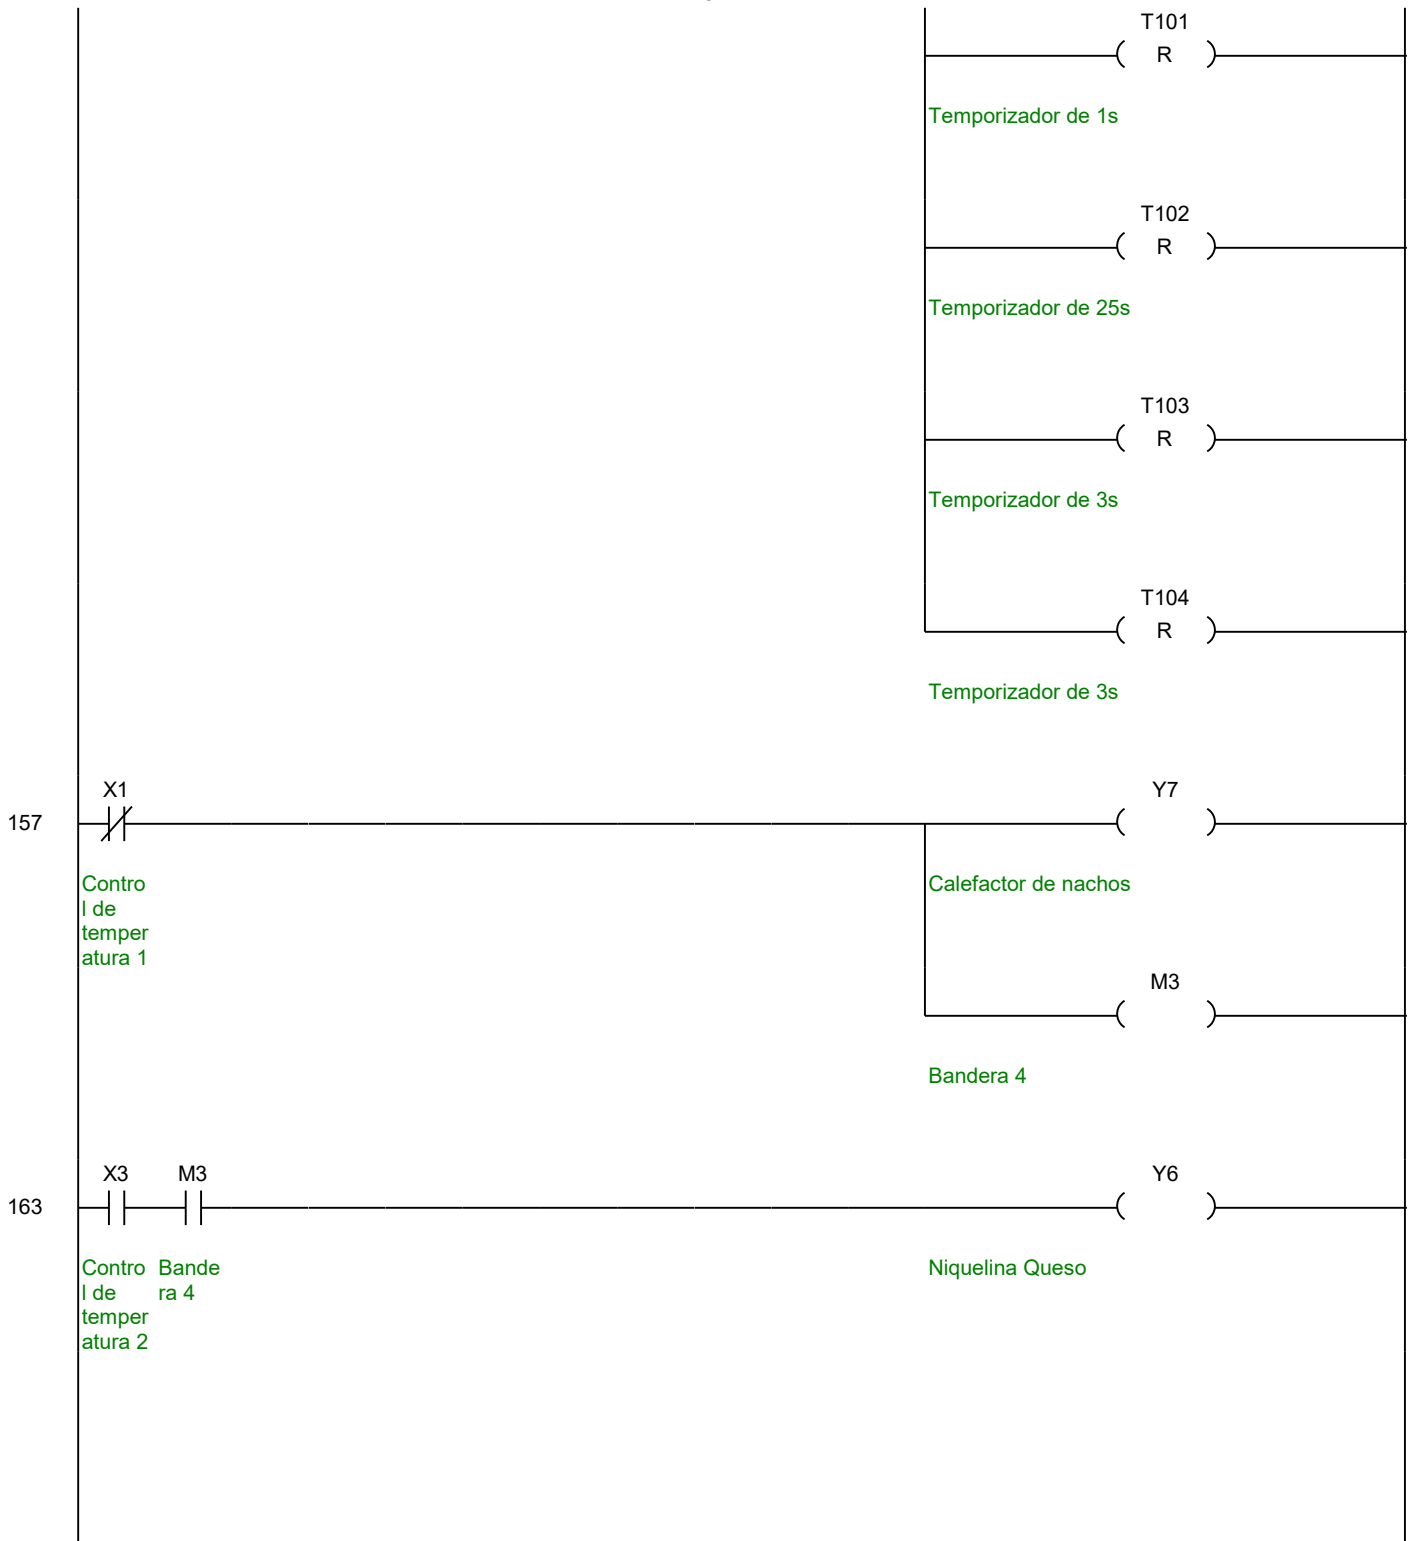 T101
R
Temporizador de 1s
T102
R
Temporizador de 25s
T103
R
Temporizador de 3s
T104
R
Temporizador de 3s
X1
Y7
157
Contro
l de
temper
atura 1
Calefactor de nachos
M3
Bandera 4
X3
M3
Y6
163
Contro
l de
temper
atura 2
Bande
ra 4
Niquelina Queso